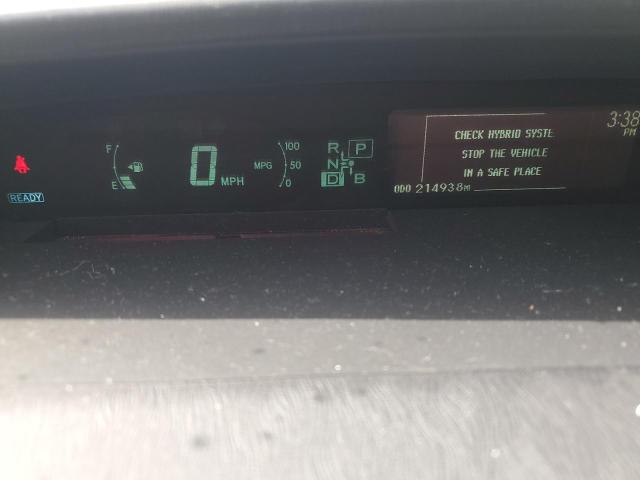 3:38
PM
CHECK HYBRID SYSTE
STOP THE VEHICLE
IN A SAFE PLACE
ODO 214938MI
F
E
0 MPH
MPG
100
50
0
R P
N
D B
READY